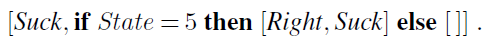 [Suck, if State = 5 then [Right, Suck] else [ ]] .